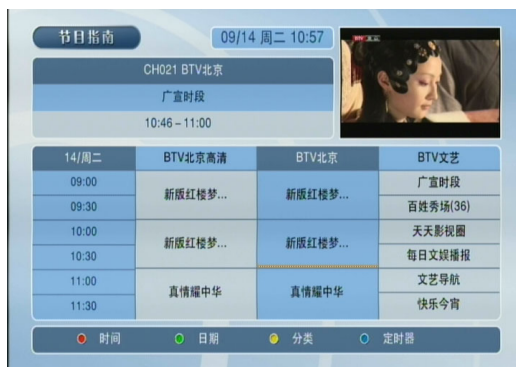 节目指南
09/14 周二 10:57
CH021 BTV北京
广宣时段
10:46 – 11:00
14/周二 BTV北京高清 BTV北京 BTV文艺
09:00 新版红楼梦... 新版红楼梦... 广宣时段
09:30 百姓秀场(36)
10:00 新版红楼梦... 新版红楼梦... 天天影视圈
10:30 每日文娱播报
11:00 真情耀中华 真情耀中华 文艺导航
11:30 快乐今宵
时间 日期 分类 定时器